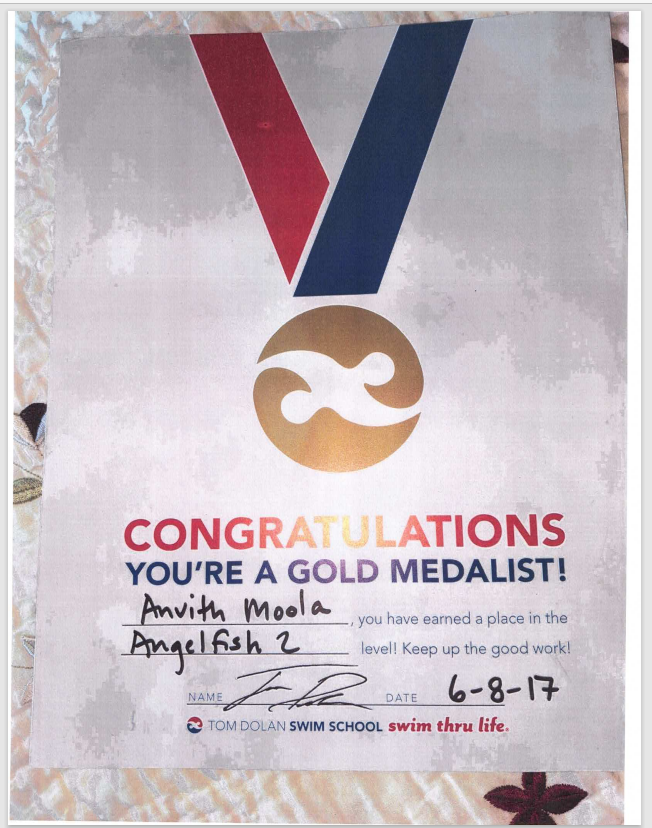 CONGRATULATIONS
YOU'RE A GOLD MEDALIST!
Anvith Moola, you have earned a place in the
Angelfish 2 level! Keep up the good work!
NAME DATE 6-8-17
TOM DOLAN SWIM SCHOOL swim thru life.